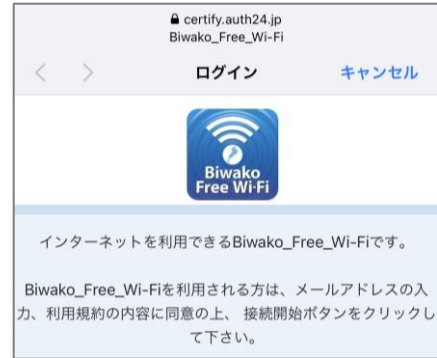 certify.auth24.jp
Biwako_Free_Wi-Fi
ログイン
キャンセル
Biwako
Free Wi-Fi
インターネットを利用できるBiwako_Free_Wi-Fiです。
Biwako_Free_Wi-Fiを利用される方は、メールアドレスの入
力、利用規約の内容に同意の上、 接続開始ボタンをクリックし
て下さい。